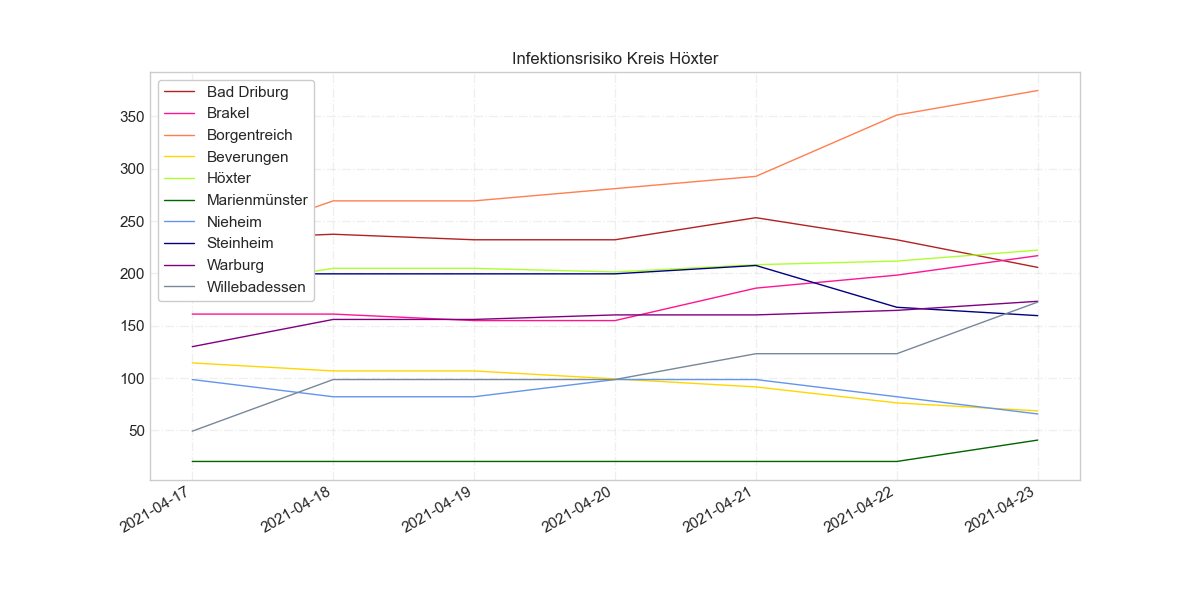 Infektionsrisiko Kreis Höxter
Bad Driburg
Brakel
Borgentreich
Beverungen
Höxter
Marienmünster
Nieheim
Steinheim
Warburg
Willebadessen
350
300
250
200
150
100
50
2021-04-17
2021-04-18
2021-04-19
2021-04-20
2021-04-21
2021-04-22
2021-04-23